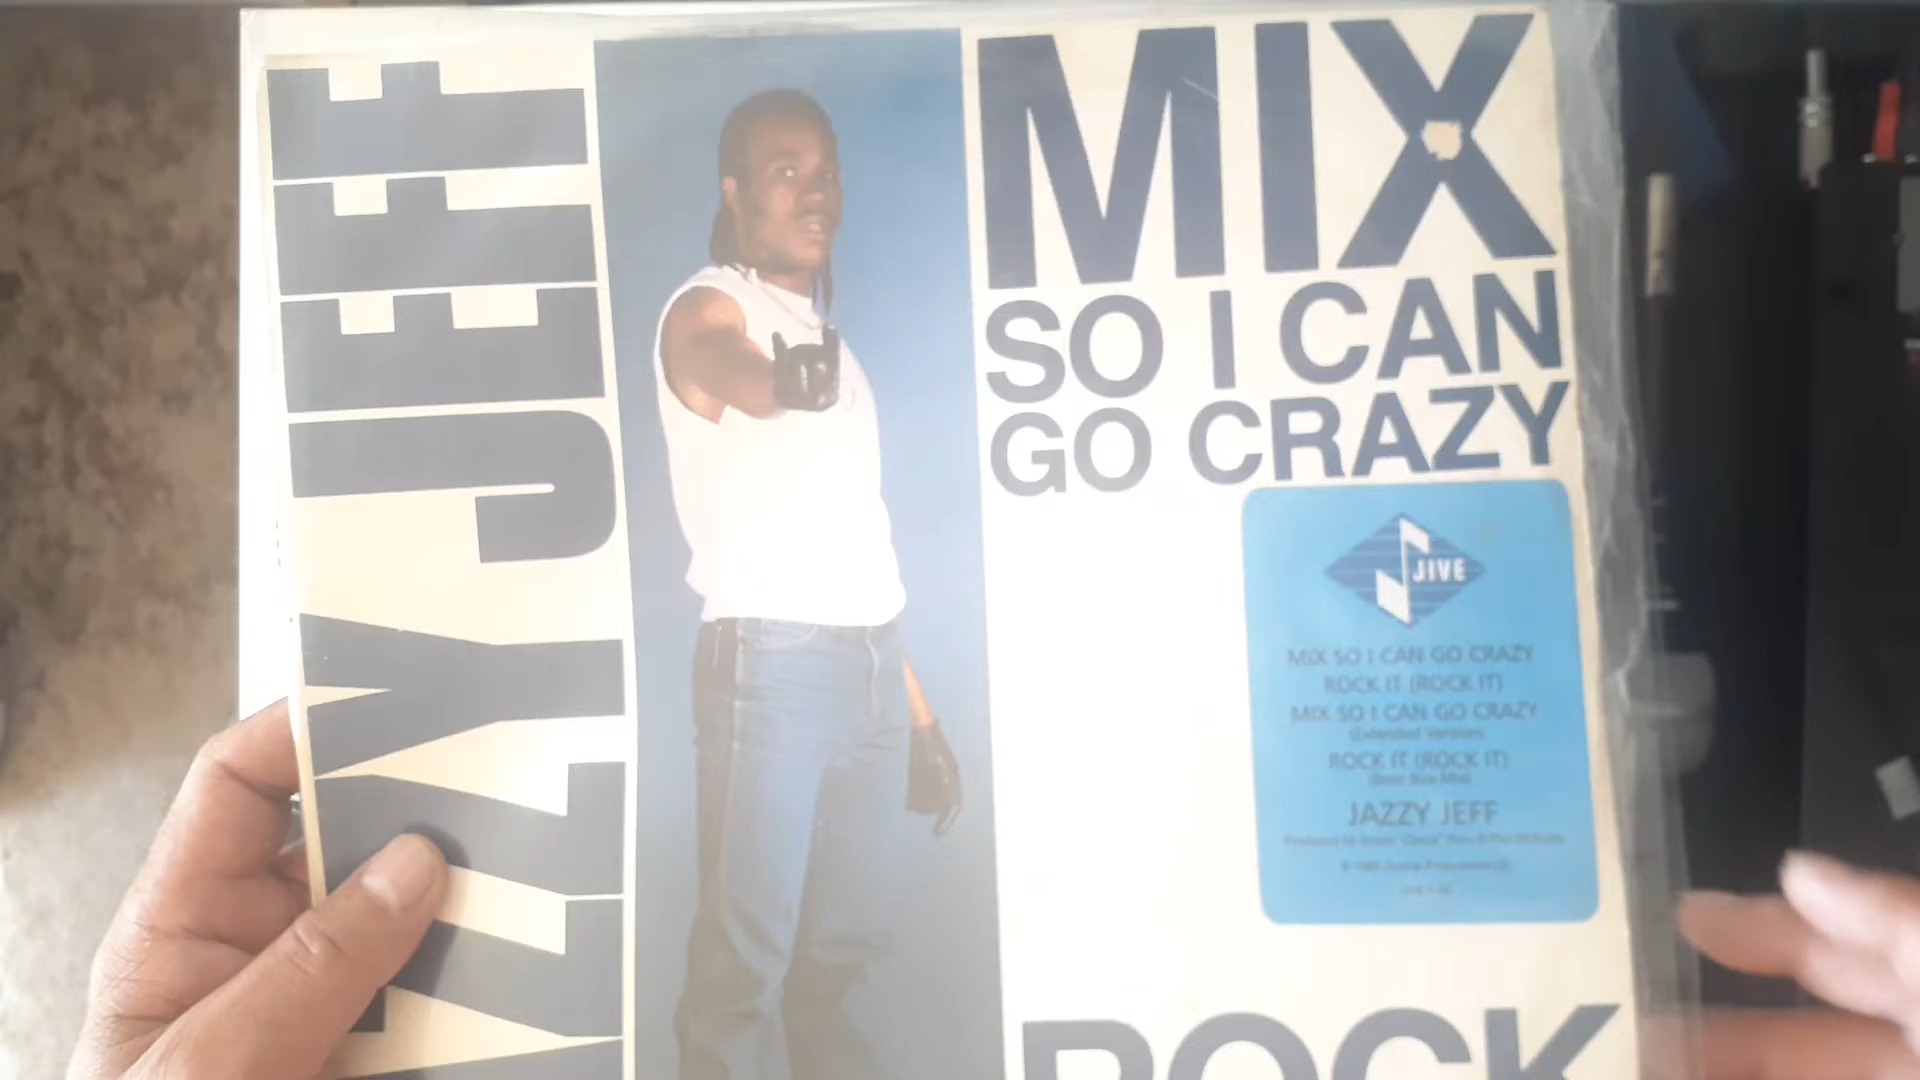 JAZZY JEFF
MIX
SO I CAN
GO CRAZY
JIVE
MIX SO I CAN GO CRAZY
ROCK IT (ROCK IT)
MIX SO I CAN GO CRAZY
(Extended Version)
ROCK IT (ROCK IT)
JAZZY JEFF
ROCK